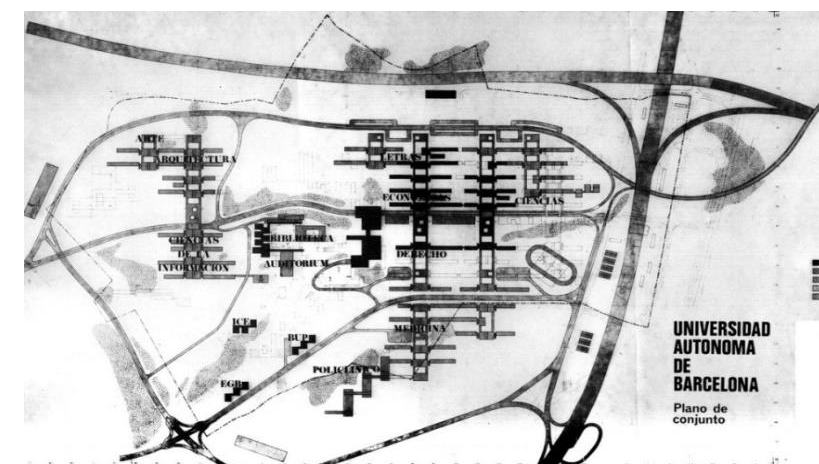 ARTE
ARQUITECTURA
LETRAS
ECONOMICAS
CIENCIAS
CIENCIAS
DE LA
INFORMACION
BIBLIOTECA
AUDITORIUM
DERECHO
ICE
BUP
MEDICINA
EGB
POLICLINICO
UNIVERSIDAD
AUTONOMA
DE
BARCELONA
Plano de
conjunto